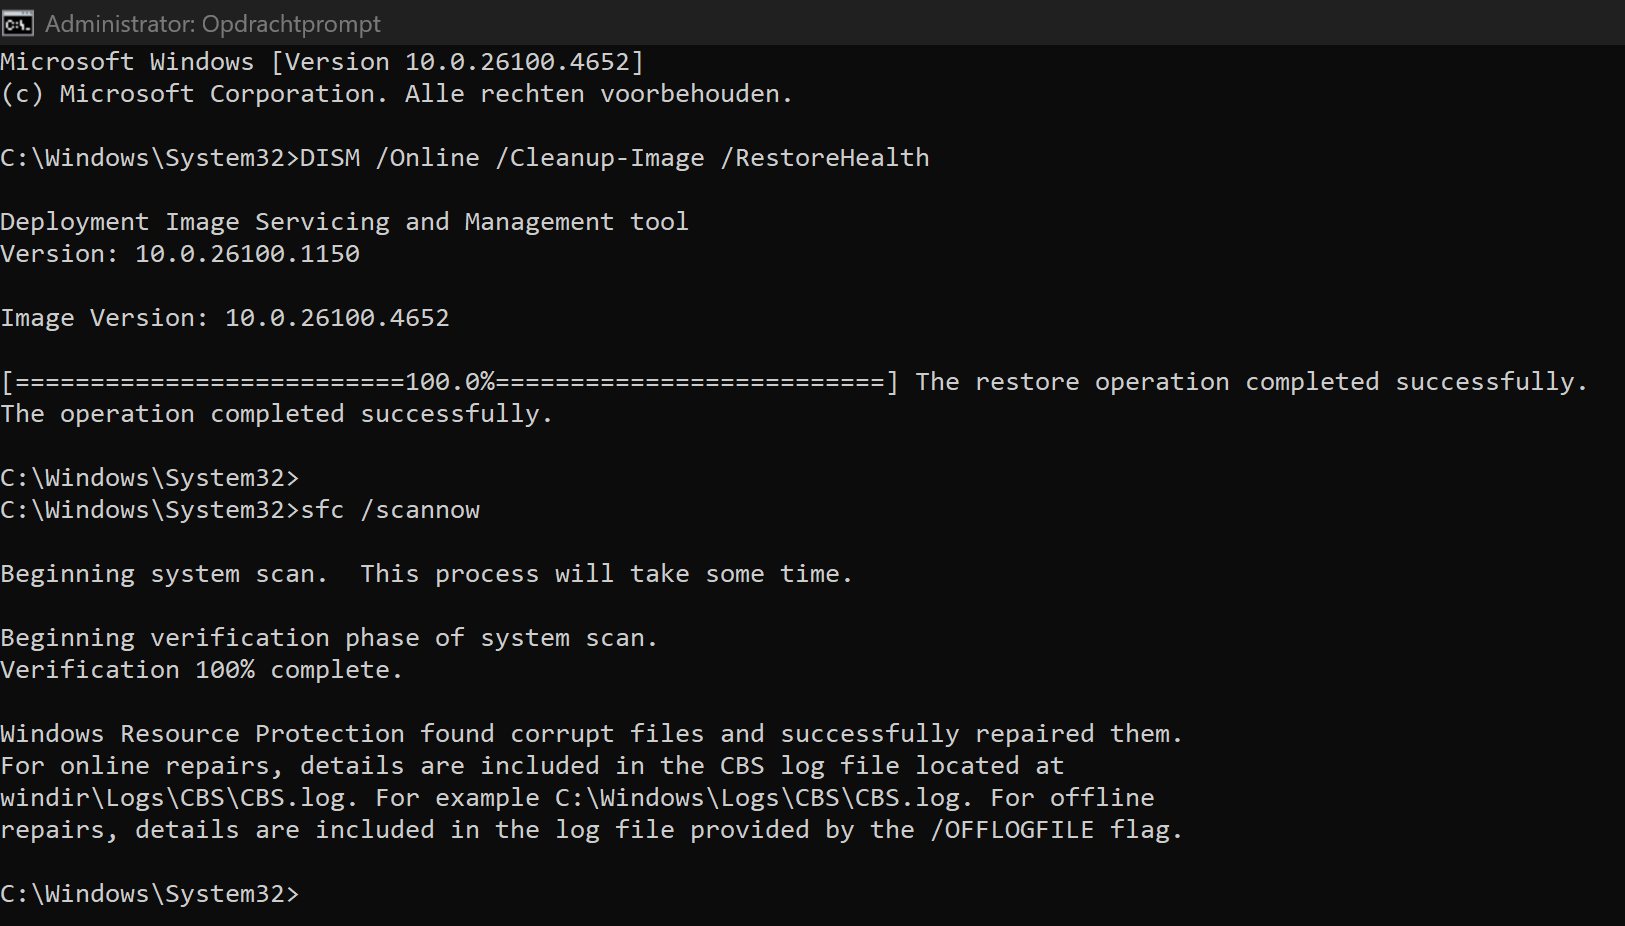 Administrator: Opdrachtprompt
Microsoft Windows [Version 10.0.26100.4652]
(c) Microsoft Corporation. Alle rechten voorbehouden.
C:\Windows\System32>DISM /Online /Cleanup-Image /RestoreHealth
Deployment Image Servicing and Management tool
Version: 10.0.26100.1150
Image Version: 10.0.26100.4652
[==========================100.0%==========================] The restore operation completed successfully.
The operation completed successfully.
C:\Windows\System32>
C:\Windows\System32>sfc /scannow
Beginning system scan.  This process will take some time.
Beginning verification phase of system scan.
Verification 100% complete.
Windows Resource Protection found corrupt files and successfully repaired them.
For online repairs, details are included in the CBS log file located at
windir\Logs\CBS\CBS.log. For example C:\Windows\Logs\CBS\CBS.log. For offline
repairs, details are included in the log file provided by the /OFFLOGFILE flag.
C:\Windows\System32>